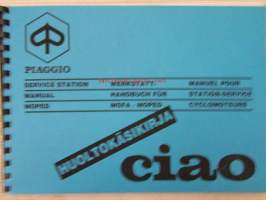 PIAGGIO
SERVICE STATION
MANUAL
MOPED
WERKSTATT-
HANDBUCH FÜR
MOFA - MOPED
MANUEL POUR
STATION-SERVICE
CYCLOMOTEURS
HUOLTOKÄSIKIRJA
ciao